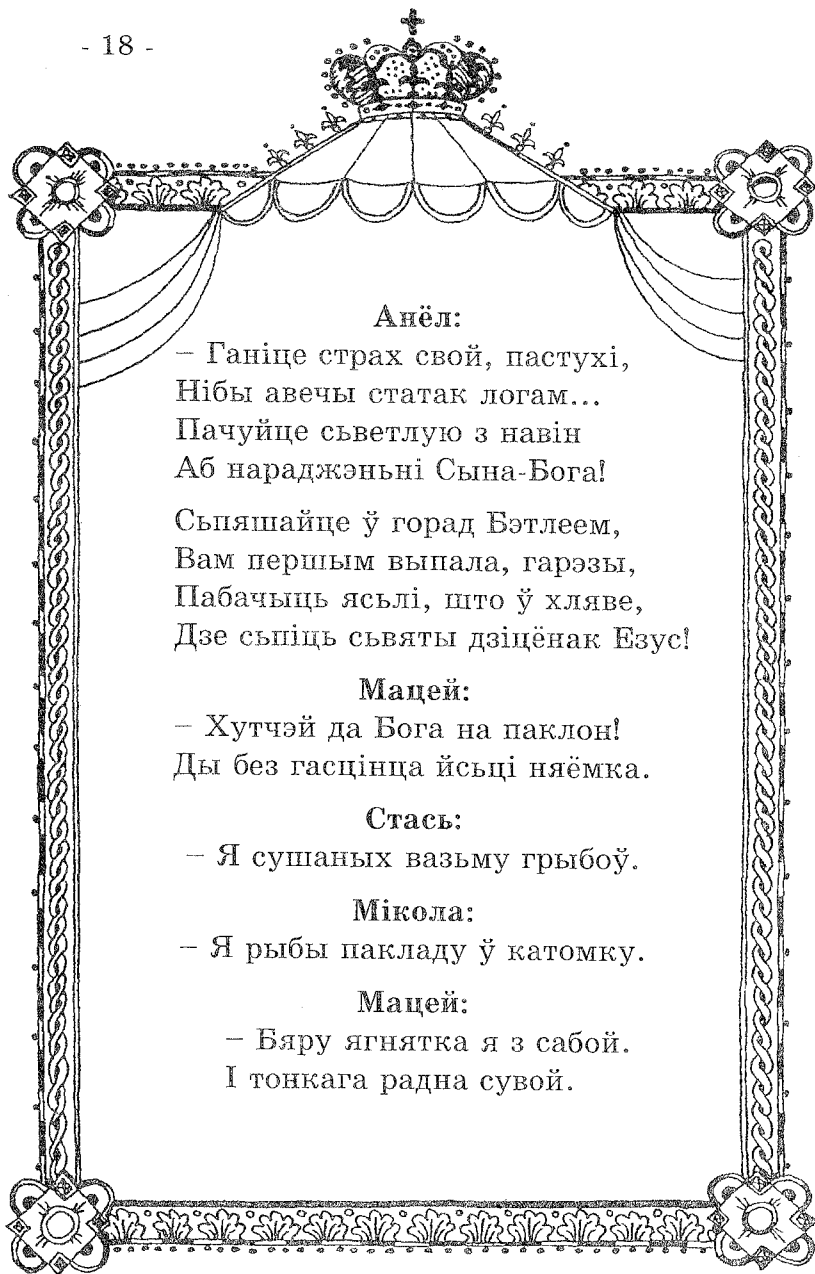 - 18 -
Анёл:
– Ганіце страх свой, пастухі,
Нібы авечы статак логам...
Пачуйце сьветлую з навін
Аб нараджэньні Сына-Бога!
Сьпяшайце ў горад Бэтлеем,
Вам першым выпала, гарэзы,
Пабачыць ясьлі, што ў хляве,
Дзе сьпіць сьвяты дзіцёнак Езус!
Мацей:
– Хутчэй да Бога на паклон!
Ды без гасцінца йсьці няёмка.
Стась:
– Я сушаных вазьму грыбоў.
Мікола:
– Я рыбы пакладу ў катомку.
Мацей:
– Бяру ягнятка я з сабой.
І тонкага радна сувой.